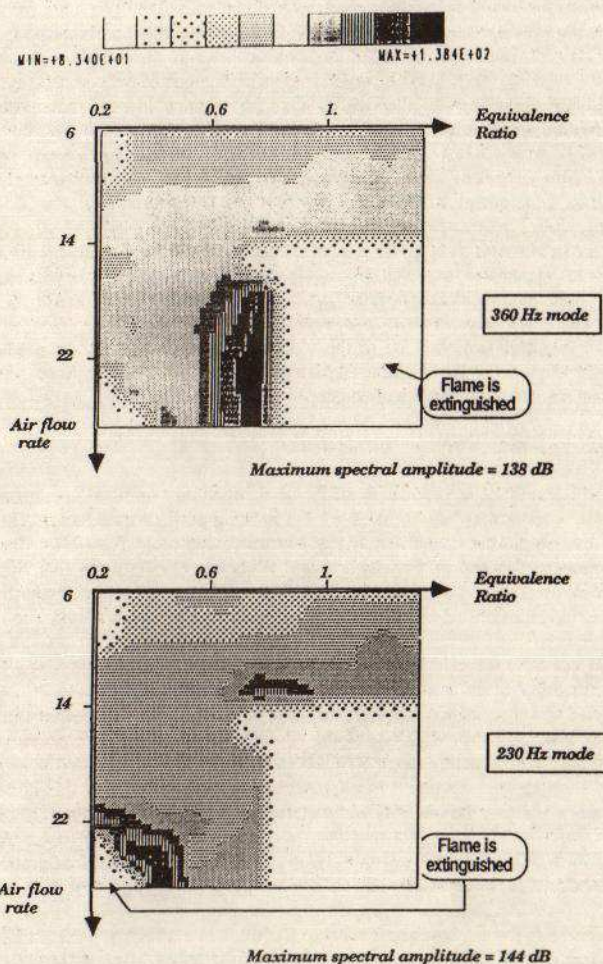 MIN=+8.340E+01 MAX=+1.384E+02
0.2 0.6 1. Equivalence
Ratio
6
14
22
360 Hz mode
Flame is
extinguished
Air flow
rate
Maximum spectral amplitude = 138 dB
0.2 0.6 1. Equivalence
Ratio
6
14
22
230 Hz mode
Flame is
extinguished
Air flow
rate
Maximum spectral amplitude = 144 dB